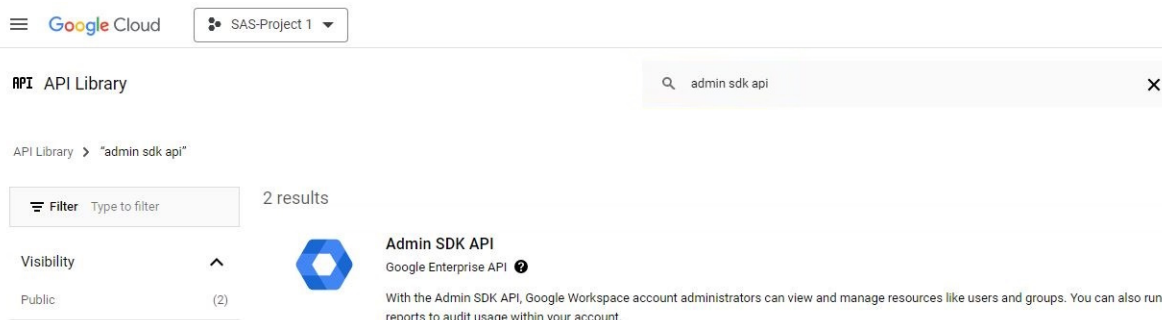 Google Cloud
SAS-Project 1
API API Library
admin sdk api
API Library > "admin sdk api"
Filter Type to filter
2 results
Admin SDK API
Google Enterprise API
Visibility
Public (2)
With the Admin SDK API, Google Workspace account administrators can view and manage resources like users and groups. You can also run
reports to audit usage within your account.